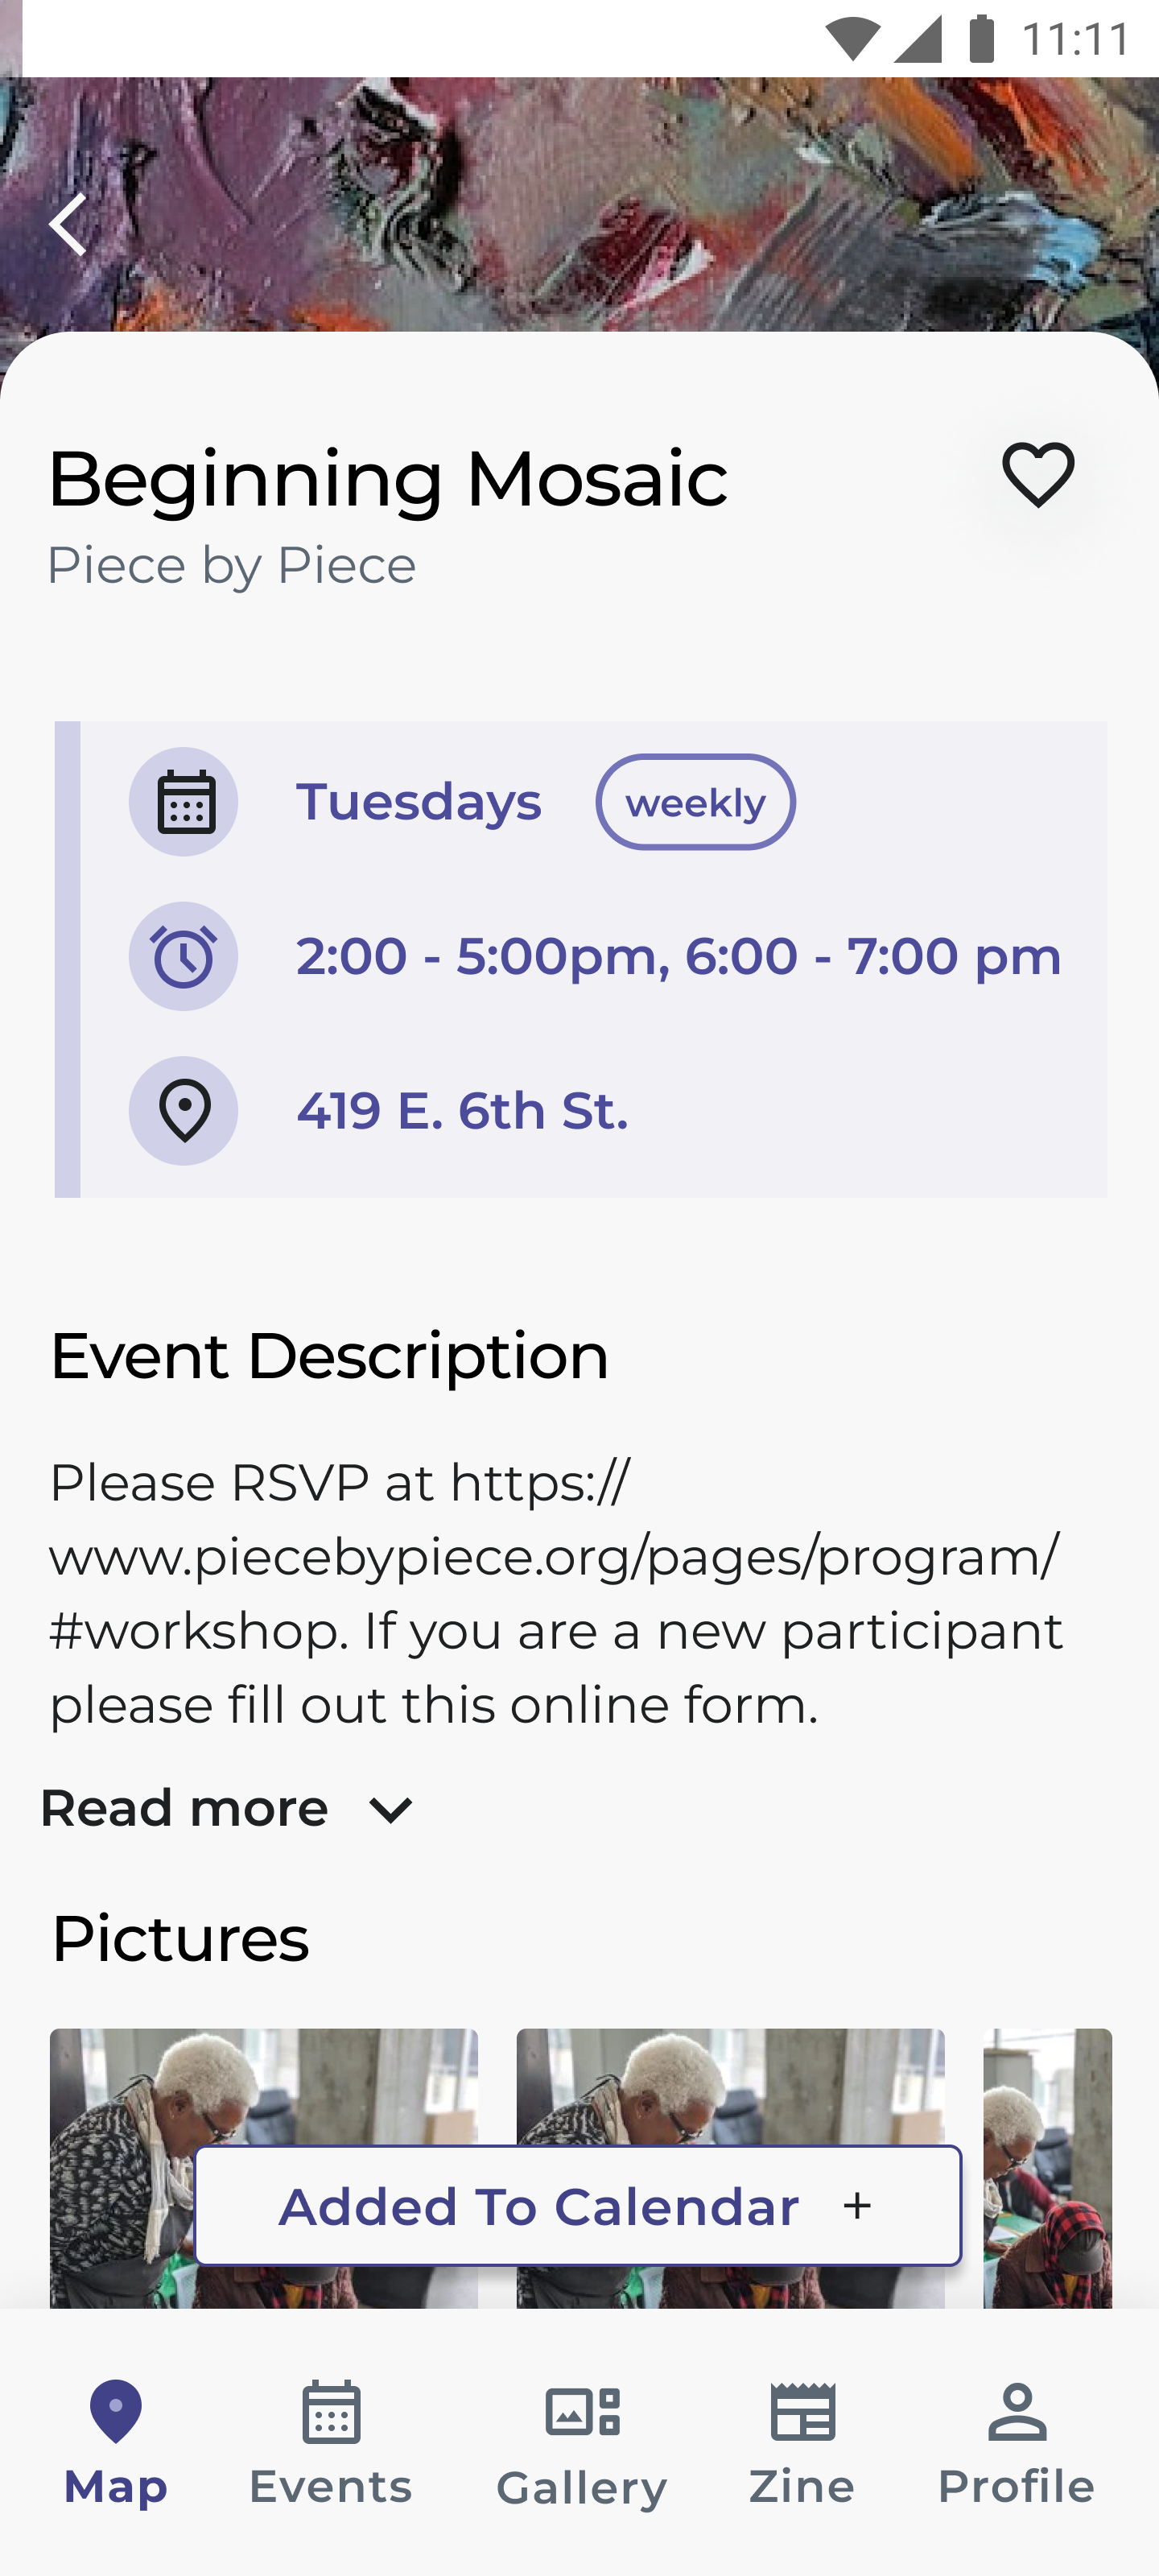 11:11
Beginning Mosaic
Piece by Piece
Tuesdays weekly
2:00 - 5:00pm, 6:00 - 7:00 pm
419 E. 6th St.
Event Description
Please RSVP at https://
www.piecebypiece.org/pages/program/
#workshop. If you are a new participant
please fill out this online form.
Read more
Pictures
Added To Calendar +
Map Events Gallery Zine Profile